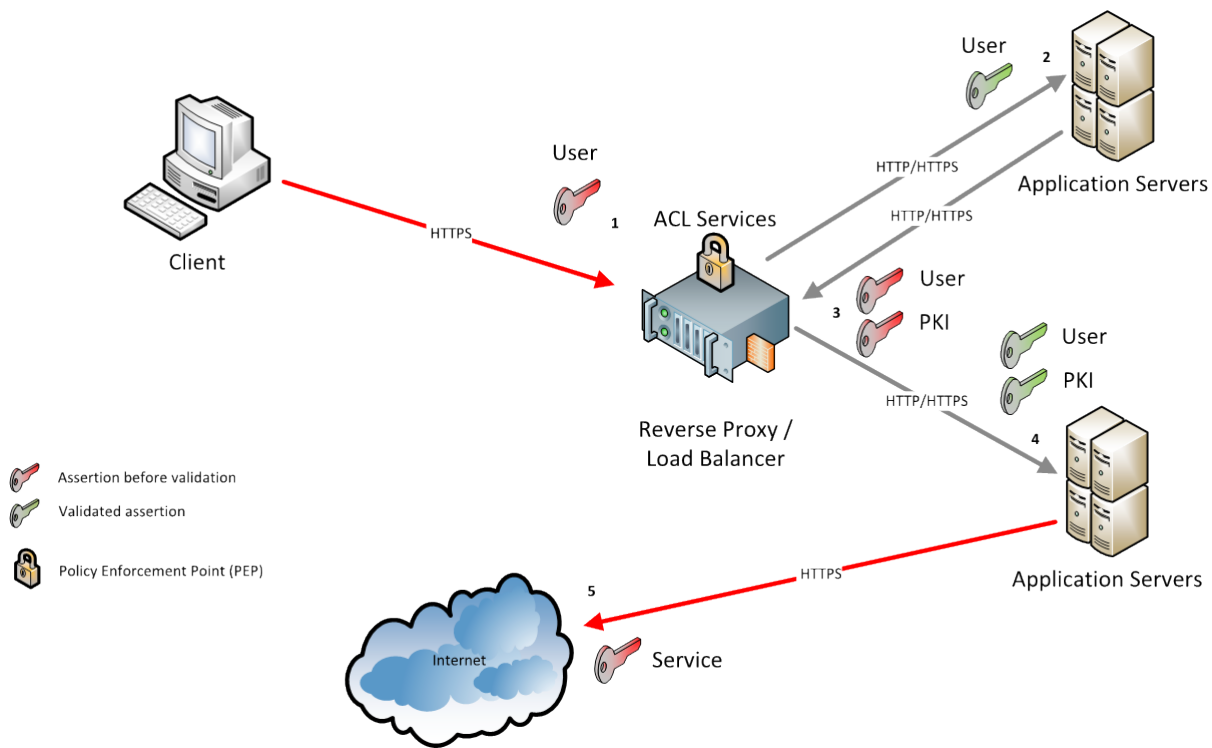 User
2
HTTP/HTTPS
Application Servers
User
1
ACL Services
HTTP/HTTPS
HTTPS
Client
3
User
PKI
User
PKI
HTTP/HTTPS
4
Reverse Proxy /
Load Balancer
Assertion before validation
Validated assertion
Policy Enforcement Point (PEP)
HTTPS
Application Servers
5
Internet
Service